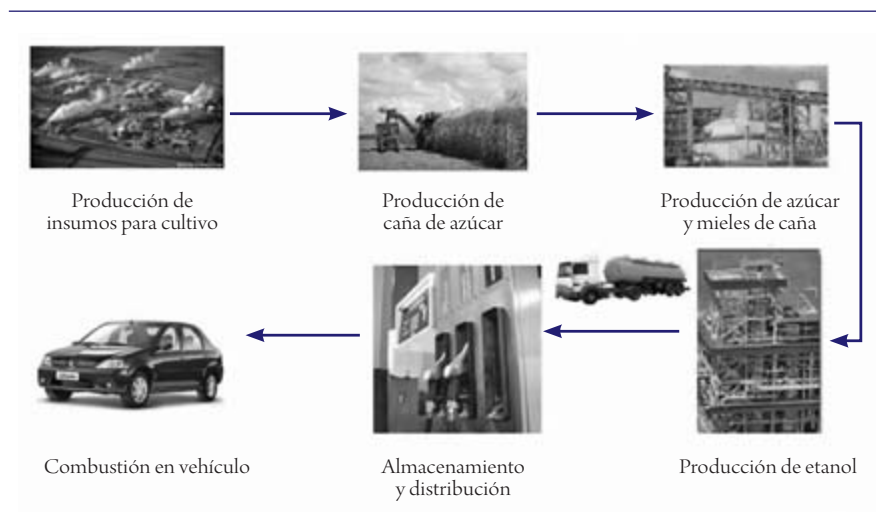 Producción de
insumos para cultivo
Producción de
caña de azúcar
Producción de azúcar
y mieles de caña
Combustión en vehículo
Almacenamiento
y distribución
Producción de etanol